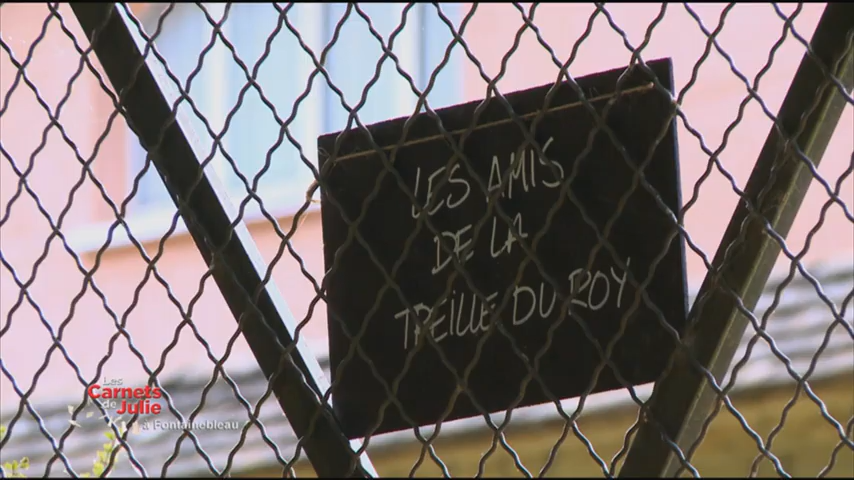 LES AMIS
DE LA
TREILLE DU ROY
Les
Carnets
de
Julie
à Fontainebleau